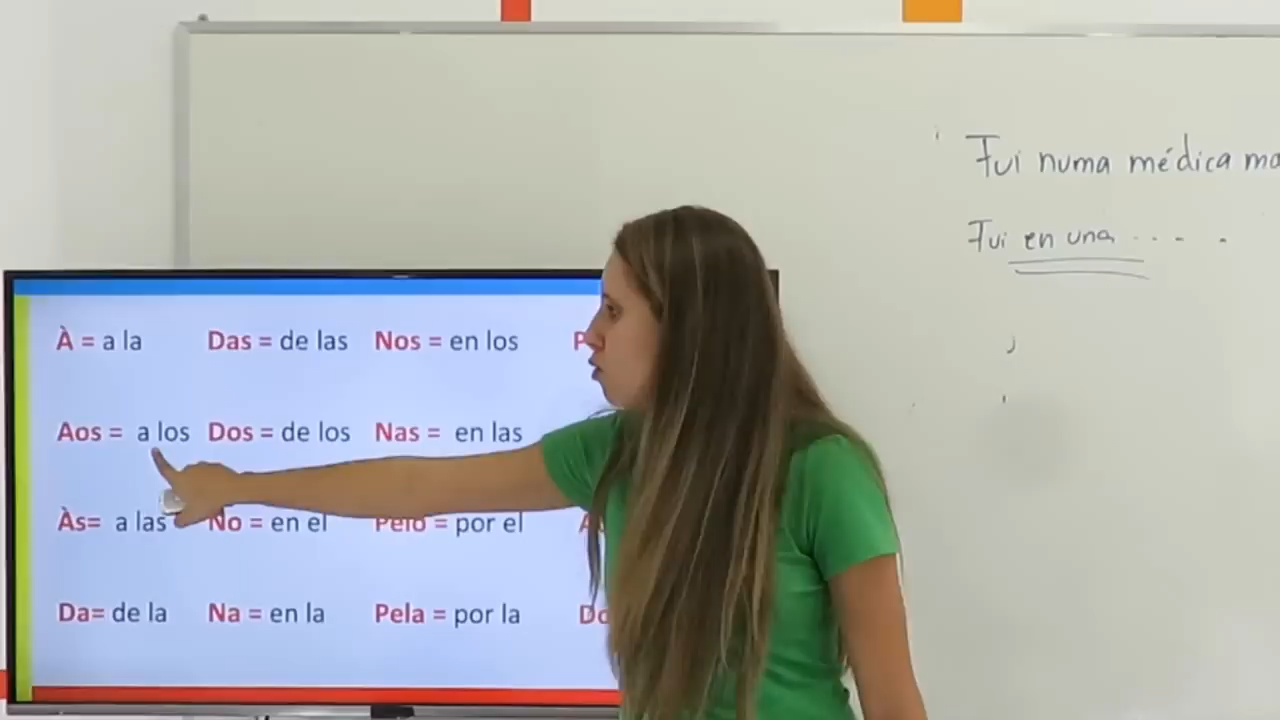 Fui numa médica
Fui en una . . . .
À = a la Das = de las Nos = en los
Aos = a los Dos = de los Nas = en las
Às= a las No = en el Pelo = por el
Da= de la Na = en la Pela = por la